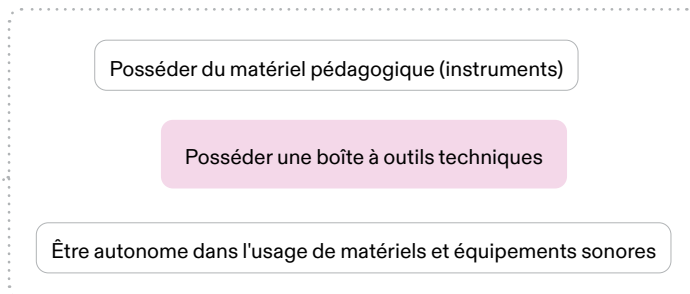 Posséder du matériel pédagogique (instruments)
Posséder une boîte à outils techniques
Être autonome dans l'usage de matériels et équipements sonores